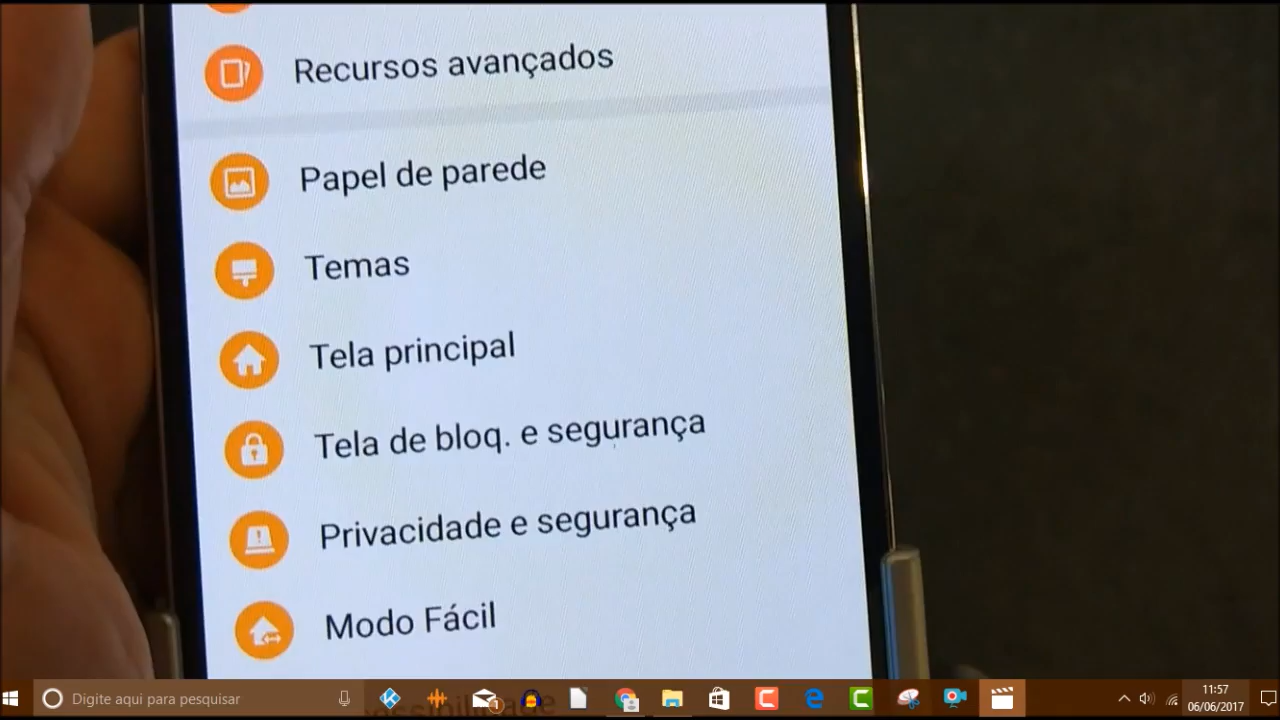 Recursos avançados
Papel de parede
Temas
Tela principal
Tela de bloq. e segurança
Privacidade e segurança
Modo Fácil
Digite aqui para pesquisar
1
11:57
06/06/2017